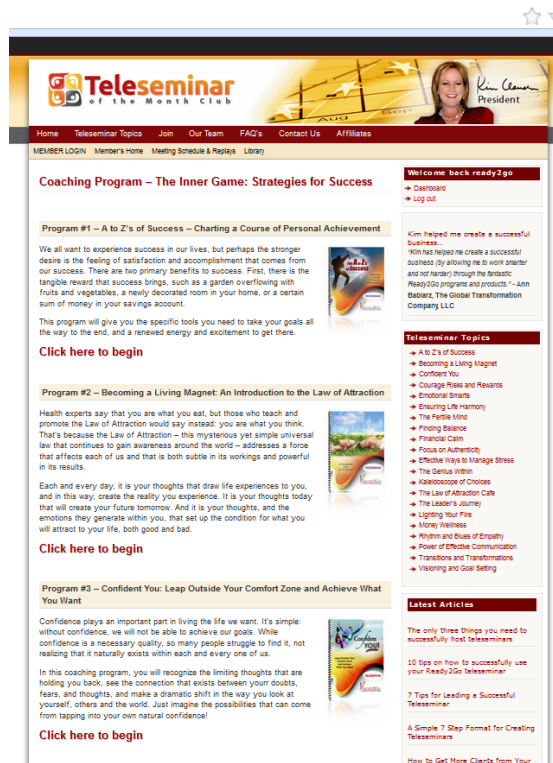 Teleseminar
of the Month Club
Aug
Sep
Kim Clausen
President
Home Teleseminar Topics Join Our Team FAQ's Contact Us Affiliates
MEMBER LOGIN Member's Home Meeting Schedule & Replays Library
Coaching Program – The Inner Game: Strategies for Success
Program #1 – A to Z's of Success – Charting a Course of Personal Achievement
We all want to experience success in our lives, but perhaps the stronger
desire is the feeling of satisfaction and accomplishment that comes from
our success. There are two primary benefits to success. First, there is the
tangible reward that success brings, such as a garden overflowing with
fruits and vegetables, a newly decorated room in your home, or a certain
sum of money in your savings account.
This program will give you the specific tools you need to take your goals all
the way to the end, and a renewed energy and excitement to get there.
Click here to begin
The A to Zs
of Success
Program #2 – Becoming a Living Magnet: An Introduction to the Law of Attraction
Health experts say that you are what you eat, but those who teach and
promote the Law of Attraction would say instead: you are what you think.
That's because the Law of Attraction – this mysterious yet simple universal
law that continues to gain awareness around the world – addresses a force
that affects each of us and that is both subtle in its workings and powerful
in its results.
Each and every day, it is your thoughts that draw life experiences to you,
and in this way, create the reality you experience. It is your thoughts today
that will create your future tomorrow. And it is your thoughts, and the
emotions they generate within you, that set up the condition for what you
will attract to your life, both good and bad.
Click here to begin
Program #3 – Confident You: Leap Outside Your Comfort Zone and Achieve What
You Want
Confidence plays an important part in living the life we want. It's simple:
without confidence, we will not be able to achieve our goals. While
confidence is a necessary quality, so many people struggle to find it, not
realizing that it naturally exists within each and every one of us.
In this coaching program, you will recognize the limiting thoughts that are
holding you back, see the connection that exists between your doubts,
fears, and thoughts, and make a dramatic shift in the way you look at
yourself, others and the world. Just imagine the possibilities that can come
from tapping into your own natural confidence!
Click here to begin
Confident
YOU!
Welcome back ready2go
Dashboard
Log out
Kim helped me create a successful
business...
"Kim has helped me create a successful
business (by allowing me to work smarter
and not harder) through the fantastic
Ready2Go programs and products." - Ann
Babiarz, The Global Transformation
Company, LLC
Teleseminar Topics
A to Z's of Success
Becoming a Living Magnet
Confident You
Courage Risks and Rewards
Emotional Smarts
Ensuring Life Harmony
The Fertile Mind
Finding Balance
Financial Calm
Focus on Authenticity
Effective Ways to Manage Stress
The Genius Within
Kaleidoscope of Choices
The Law of Attraction Cafe
The Leader's Journey
Lighting Your Fire
Money Wellness
Rhythm and Blues of Empathy
Power of Effective Communication
Transitions and Transformations
Visioning and Goal Setting
Latest Articles
The only three things you need to
successfully host teleseminars
10 tips on how to successfully use
your Ready2Go teleseminar
7 Tips for Leading a Successful
Teleseminar
A Simple 7 Step Format for Creating
Teleseminars
How to Get More Clients from Your